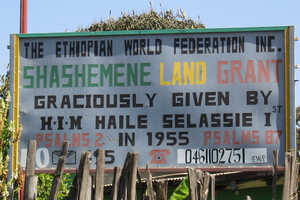 THE ETHIOPIAN WORLD FEDERATION INC.
SHASHEMENE LAND GRANT
GRACIOUSLY GIVEN BY
H·I·M HAILE SELASSIE I ST
PSALMS 2 IN 1955 PSALMS 87
☎ 0461102751